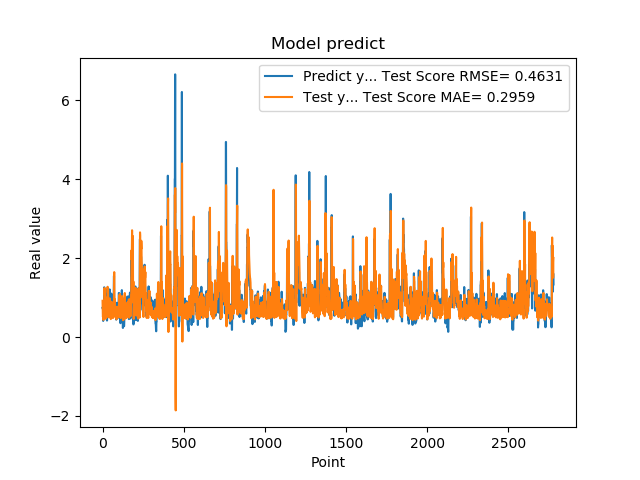 Model predict
Predict y... Test Score RMSE= 0.4631
Test y... Test Score MAE= 0.2959
Real value
6
4
2
0
−2
0 500 1000 1500 2000 2500
Point